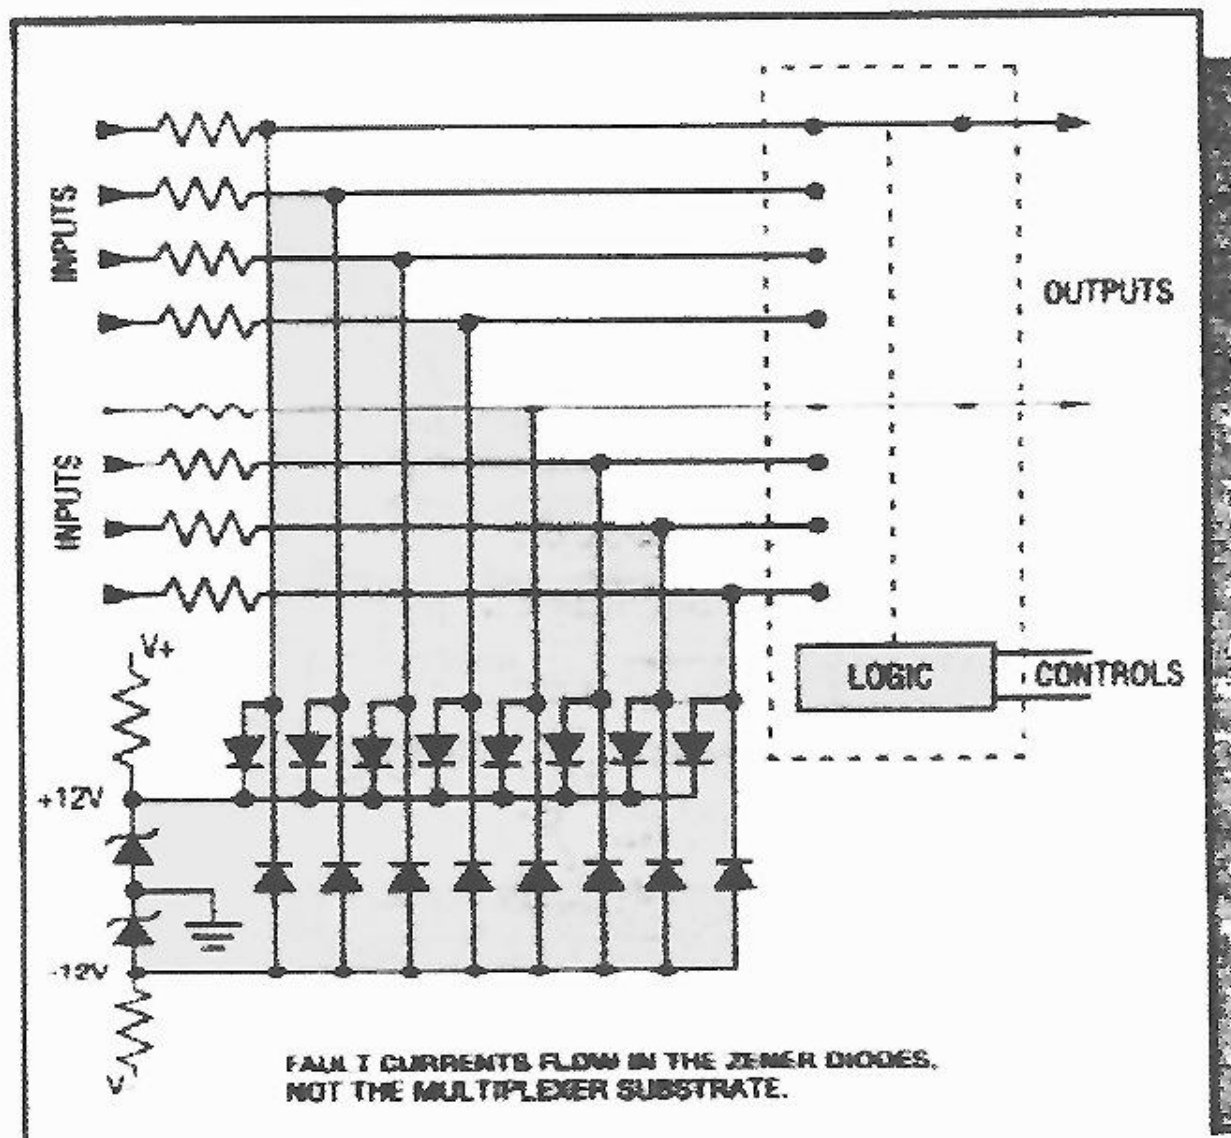 INPUTS
OUTPUTS
INPUTS
V+
LOGIC
CONTROLS
+12V
-12V
FAULT CURRENTS FLOW IN THE ZENER DIODES,
NOT THE MULTIPLEXER SUBSTRATE.